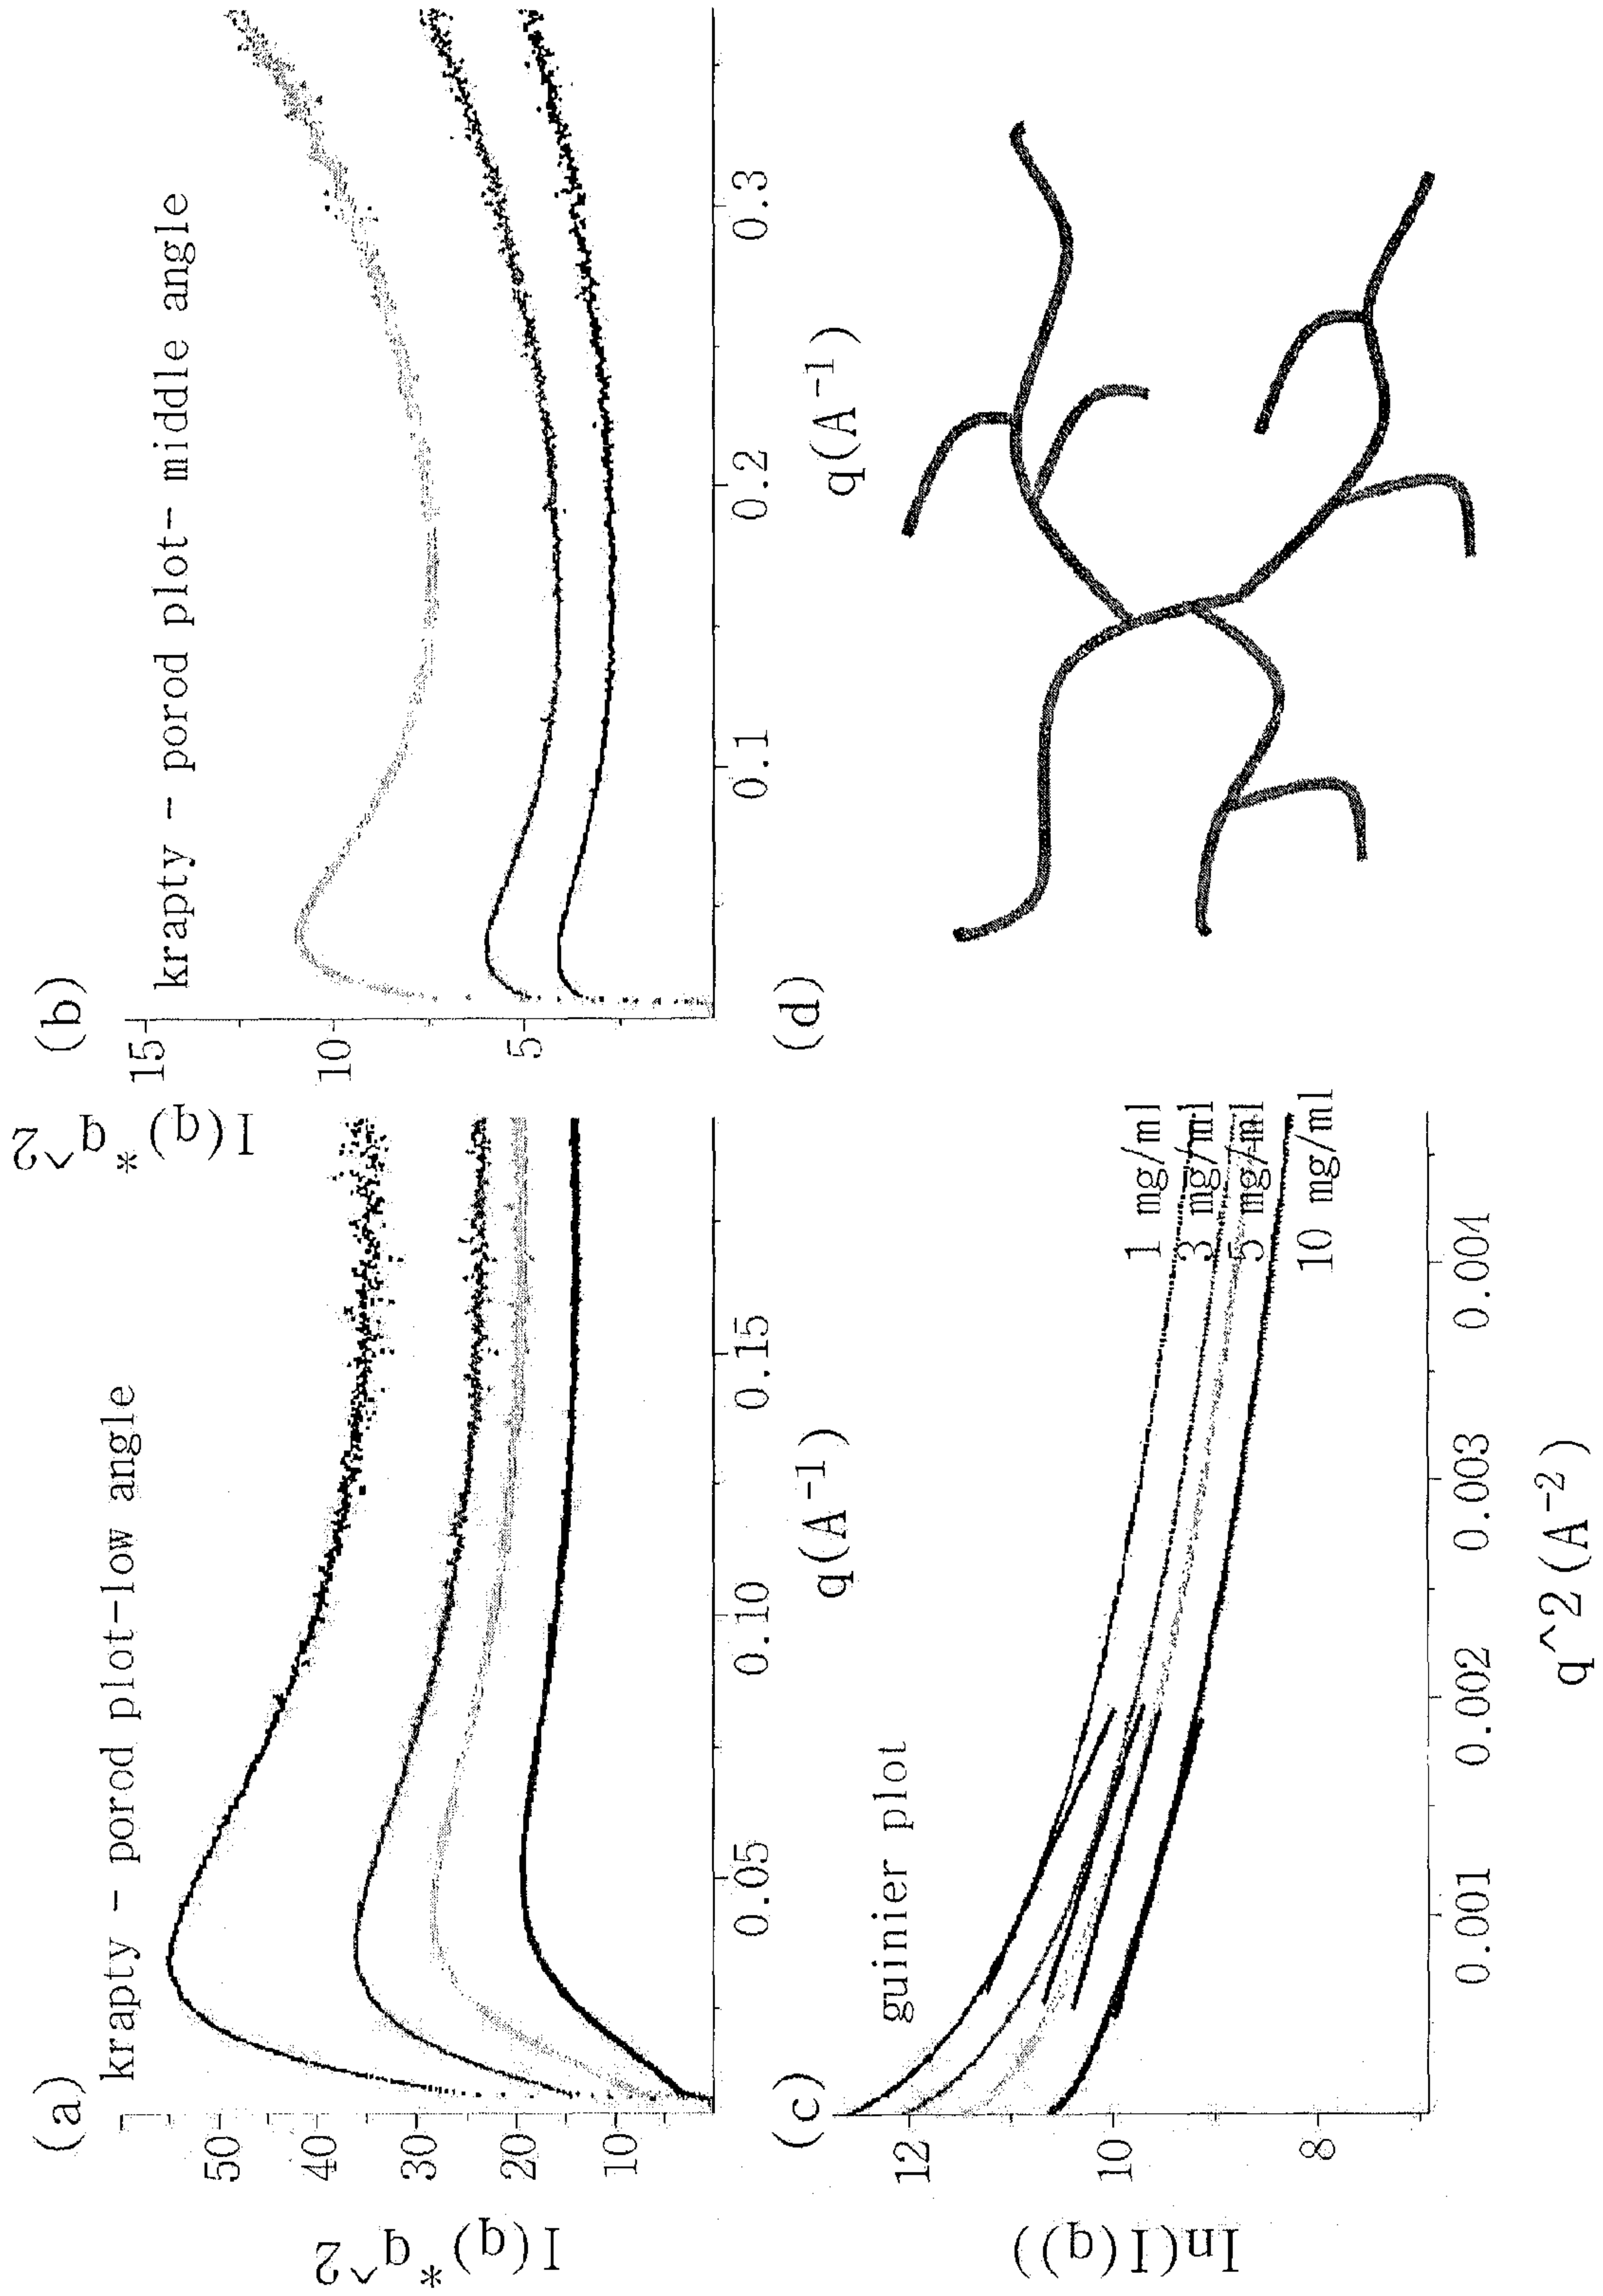 (a)
krapty - porod plot-low angle
I(q)*q^2
50
40
30
20
10
0.05
0.10
0.15
q(A⁻¹)
(b)
krapty - porod plot- middle angle
I(q)*q^2
15
10
5
0.1
0.2
0.3
q(A⁻¹)
(c)
guinier plot
ln(I(q))
12
10
8
1 mg/ml
3 mg/ml
5 mg/ml
10 mg/ml
0.001
0.002
0.003
0.004
q^2(A⁻²)
(d)